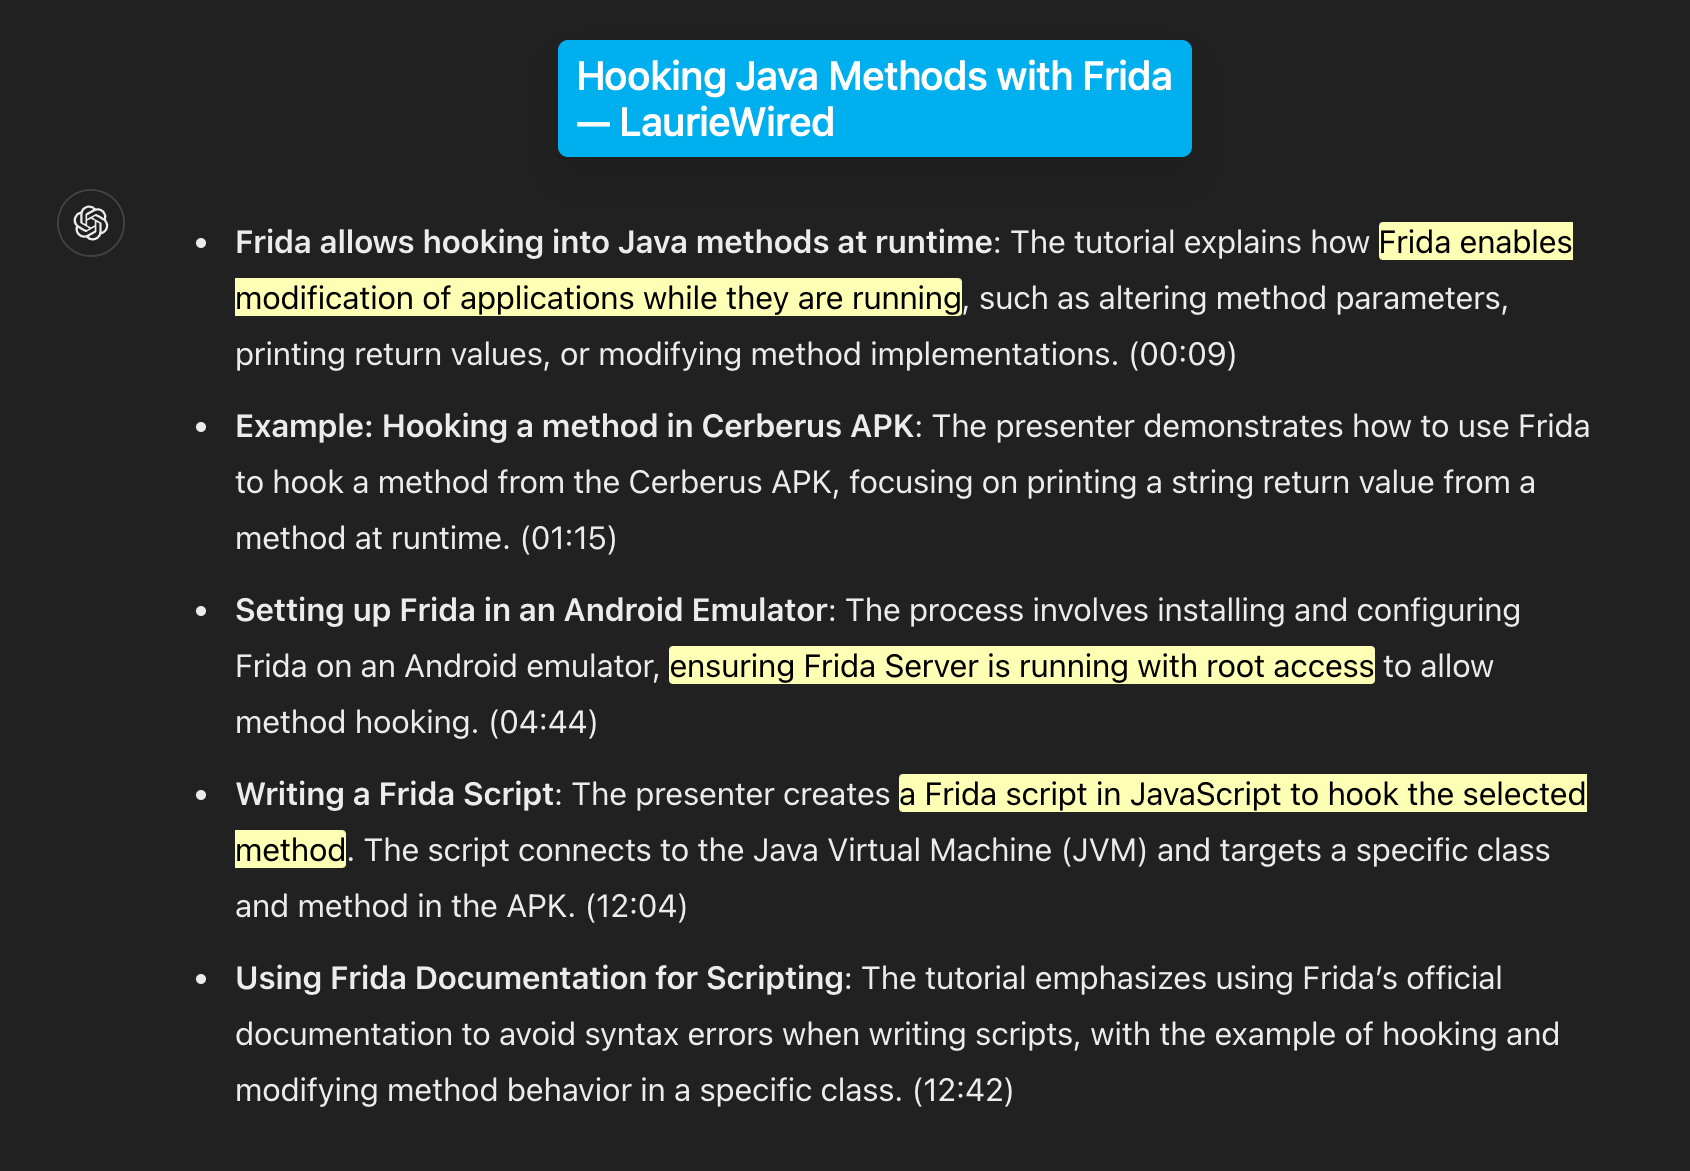 Hooking Java Methods with Frida
— LaurieWired
• Frida allows hooking into Java methods at runtime: The tutorial explains how Frida enables
modification of applications while they are running, such as altering method parameters,
printing return values, or modifying method implementations. (00:09)
• Example: Hooking a method in Cerberus APK: The presenter demonstrates how to use Frida
to hook a method from the Cerberus APK, focusing on printing a string return value from a
method at runtime. (01:15)
• Setting up Frida in an Android Emulator: The process involves installing and configuring
Frida on an Android emulator, ensuring Frida Server is running with root access to allow
method hooking. (04:44)
• Writing a Frida Script: The presenter creates a Frida script in JavaScript to hook the selected
method. The script connects to the Java Virtual Machine (JVM) and targets a specific class
and method in the APK. (12:04)
• Using Frida Documentation for Scripting: The tutorial emphasizes using Frida’s official
documentation to avoid syntax errors when writing scripts, with the example of hooking and
modifying method behavior in a specific class. (12:42)